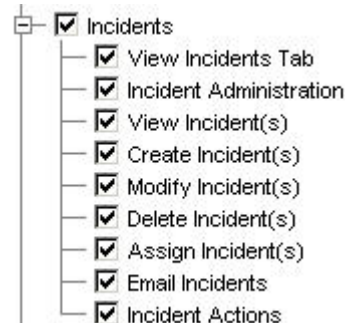 Incidents
View Incidents Tab
Incident Administration
View Incident(s)
Create Incident(s)
Modify Incident(s)
Delete Incident(s)
Assign Incident(s)
Email Incidents
Incident Actions